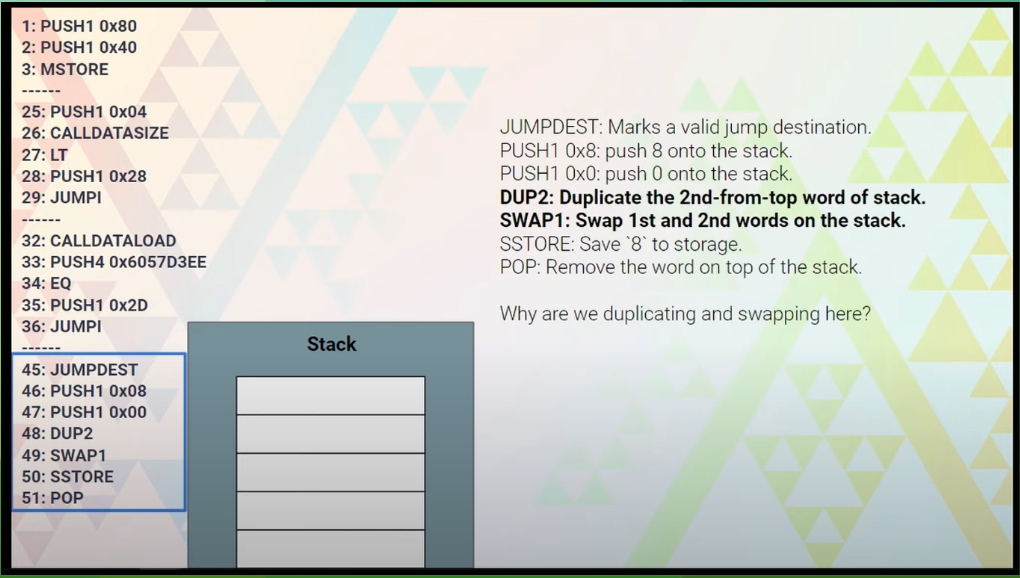 1: PUSH1 0x80
2: PUSH1 0x40
3: MSTORE
------
25: PUSH1 0x04
26: CALLDATASIZE
27: LT
28: PUSH1 0x28
29: JUMPI
------
32: CALLDATALOAD
33: PUSH4 0x6057D3EE
34: EQ
35: PUSH1 0x2D
36: JUMPI
------
45: JUMPDEST
46: PUSH1 0x08
47: PUSH1 0x00
48: DUP2
49: SWAP1
50: SSTORE
51: POP
Stack
JUMPDEST: Marks a valid jump destination.
PUSH1 0x8: push 8 onto the stack.
PUSH1 0x0: push 0 onto the stack.
DUP2: Duplicate the 2nd-from-top word of stack.
SWAP1: Swap 1st and 2nd words on the stack.
SSTORE: Save `8` to storage.
POP: Remove the word on top of the stack.
Why are we duplicating and swapping here?